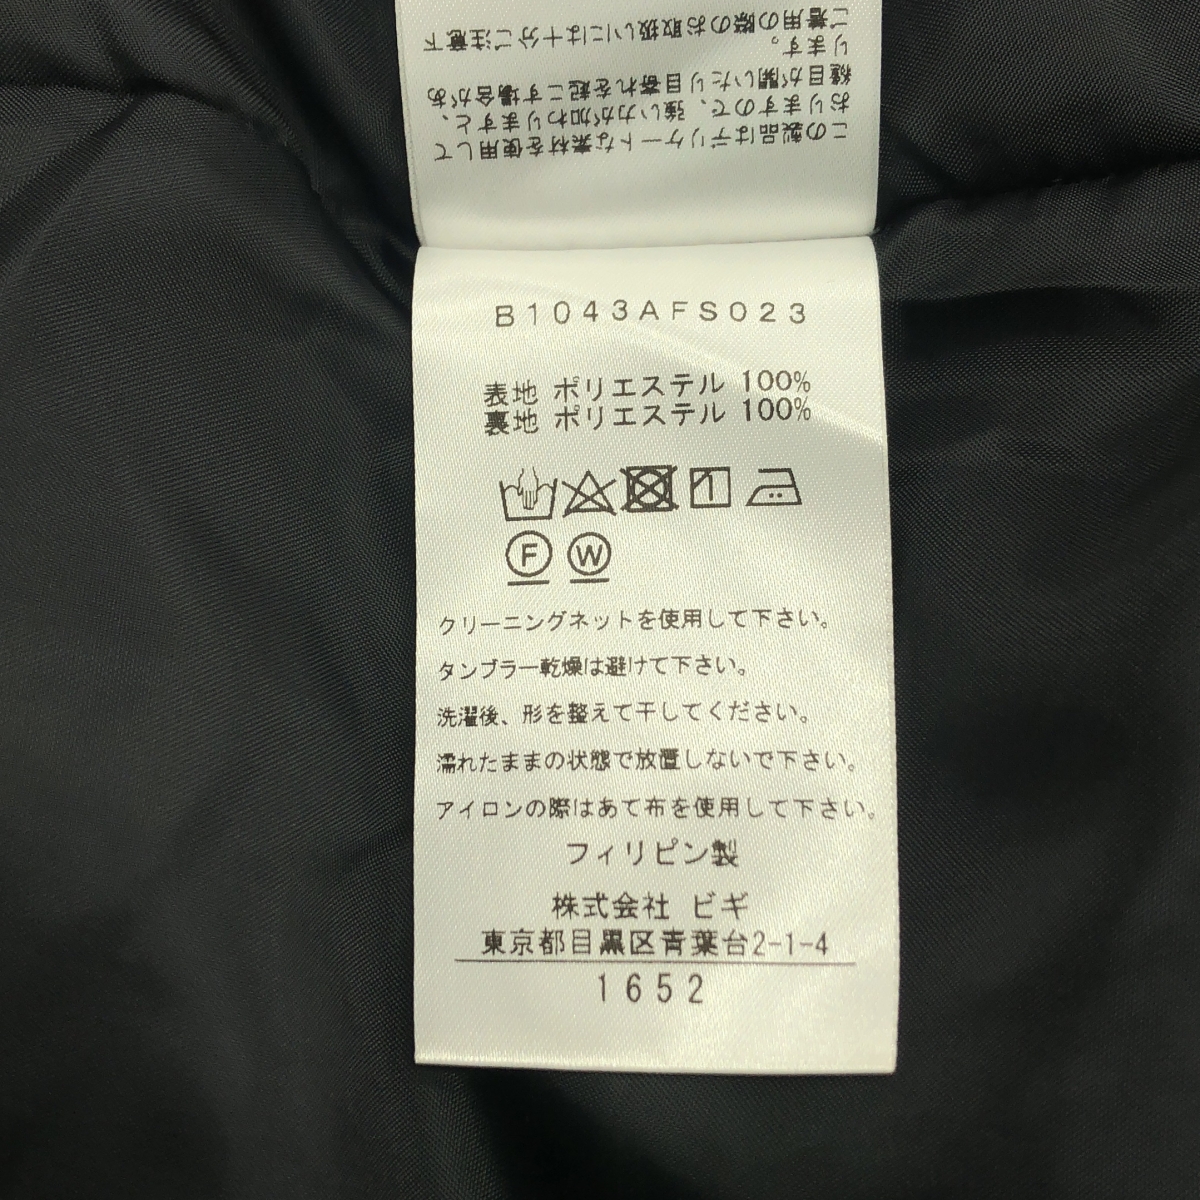 この製品はデリケートな素材を使用して
おりますので、強い力が加わりますと、
縫目が開いたり目寄れを起こす場合があ
ります。
ご着用の際のお取扱いには十分ご注意下
B1043AFS023
表地 ポリエステル 100%
裏地 ポリエステル 100%
F W
クリーニングネットを使用して下さい。
タンブラー乾燥は避けて下さい。
洗濯後、形を整えて干してください。
濡れたままの状態で放置しないで下さい。
アイロンの際はあて布を使用して下さい。
フィリピン製
株式会社 ビギ
東京都目黒区青葉台2-1-4
1652